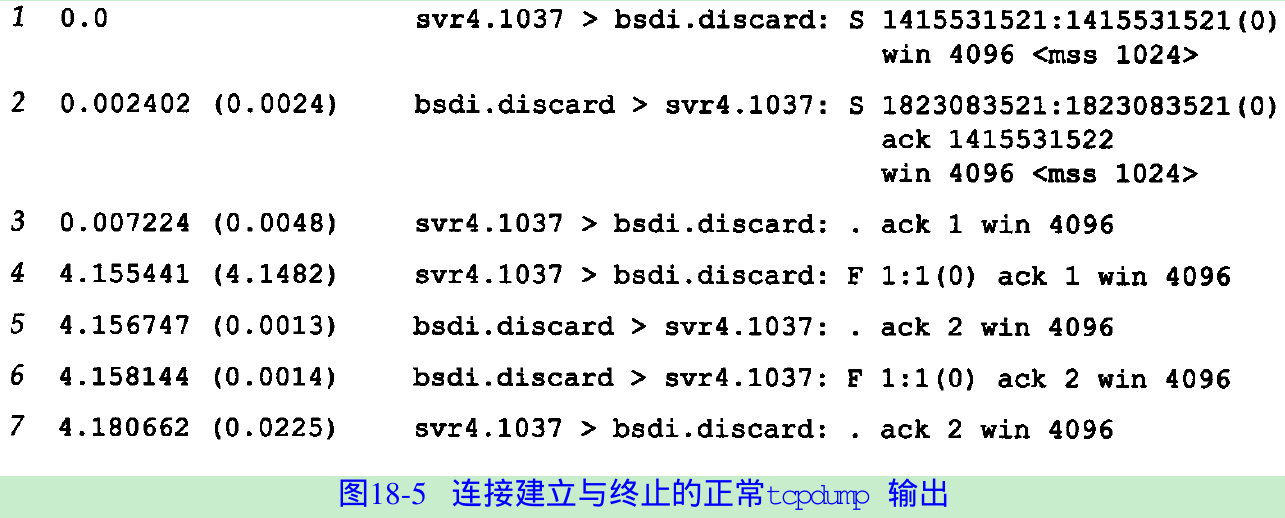 1 0.0 svr4.1037 > bsdi.discard: S 1415531521:1415531521(0)
win 4096 <mss 1024>
2 0.002402 (0.0024) bsdi.discard > svr4.1037: S 1823083521:1823083521(0)
ack 1415531522
win 4096 <mss 1024>
3 0.007224 (0.0048) svr4.1037 > bsdi.discard: . ack 1 win 4096
4 4.155441 (4.1482) svr4.1037 > bsdi.discard: F 1:1(0) ack 1 win 4096
5 4.156747 (0.0013) bsdi.discard > svr4.1037: . ack 2 win 4096
6 4.158144 (0.0014) bsdi.discard > svr4.1037: F 1:1(0) ack 2 win 4096
7 4.180662 (0.0225) svr4.1037 > bsdi.discard: . ack 2 win 4096
图18-5 连接建立与终止的正常tcpdump 输出